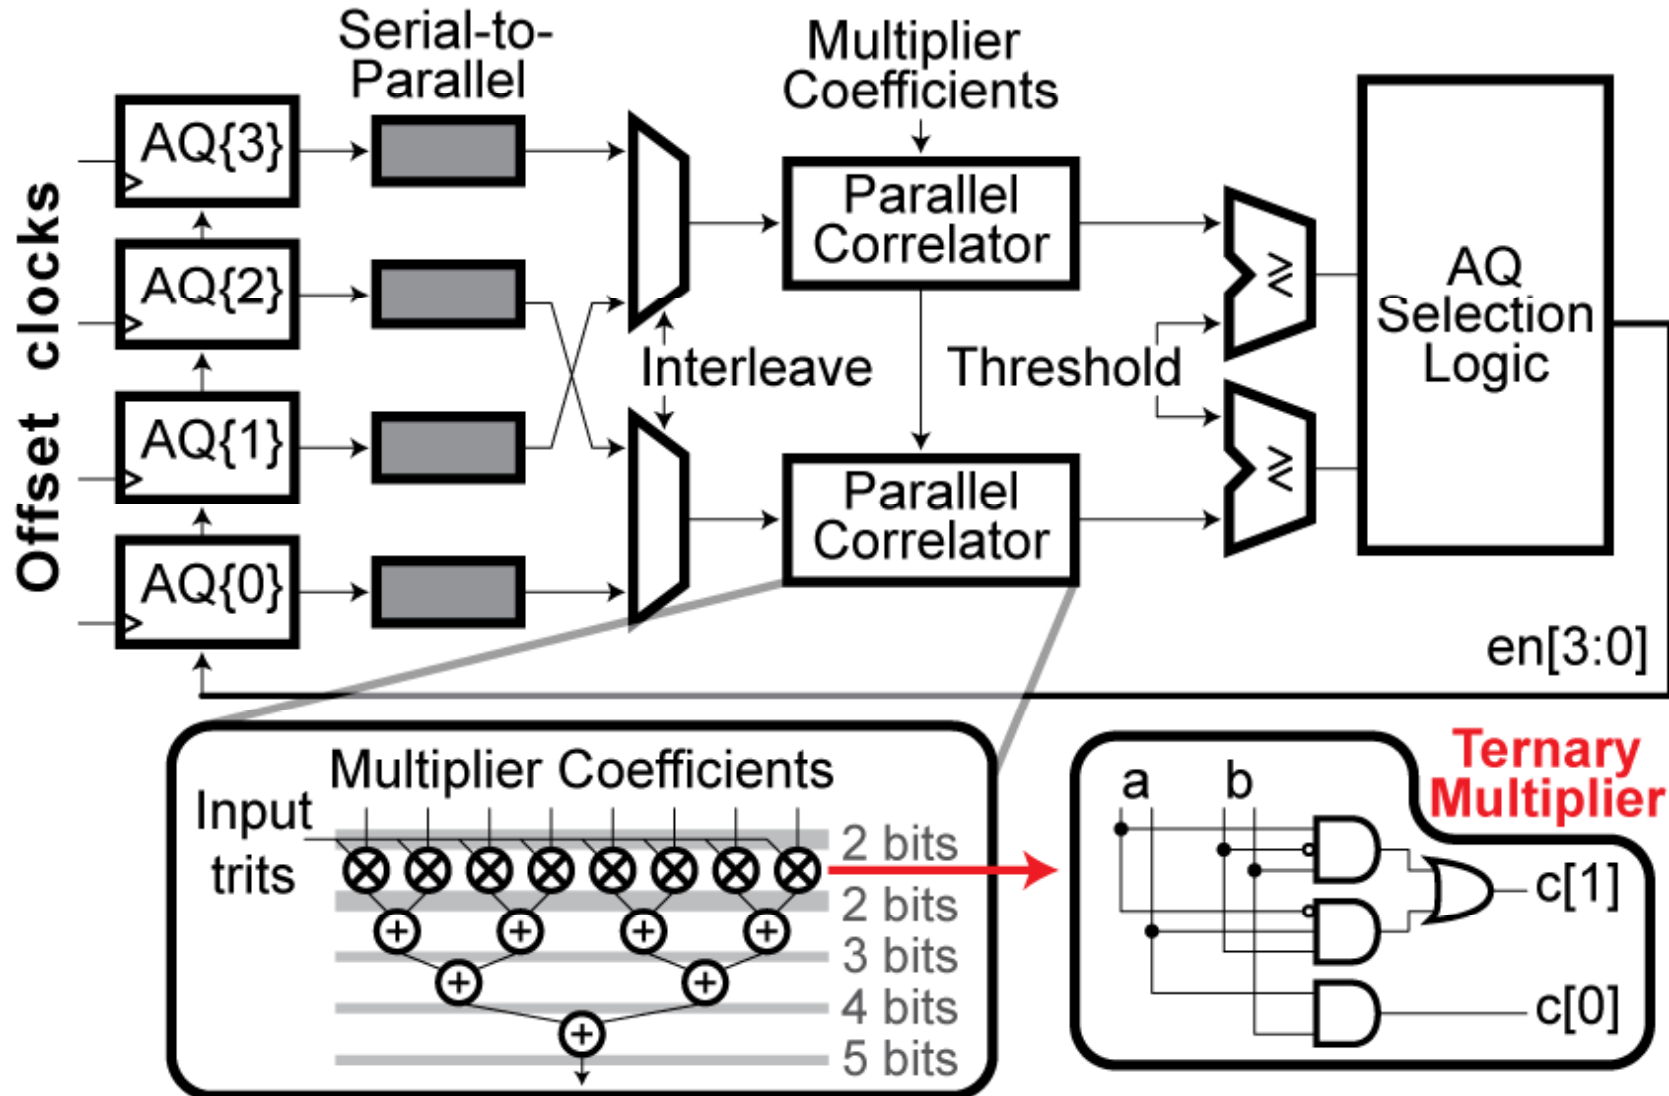 Serial-to-
Parallel
Multiplier
Coefficients
Offset clocks
AQ{3}
AQ{2}
AQ{1}
AQ{0}
Parallel
Correlator
Interleave
Threshold
Parallel
Correlator
≥
≤
≥
≤
AQ
Selection
Logic
en[3:0]
Multiplier Coefficients
Input
trits
2 bits
2 bits
3 bits
4 bits
5 bits
Ternary
Multiplier
a b
c[1]
c[0]